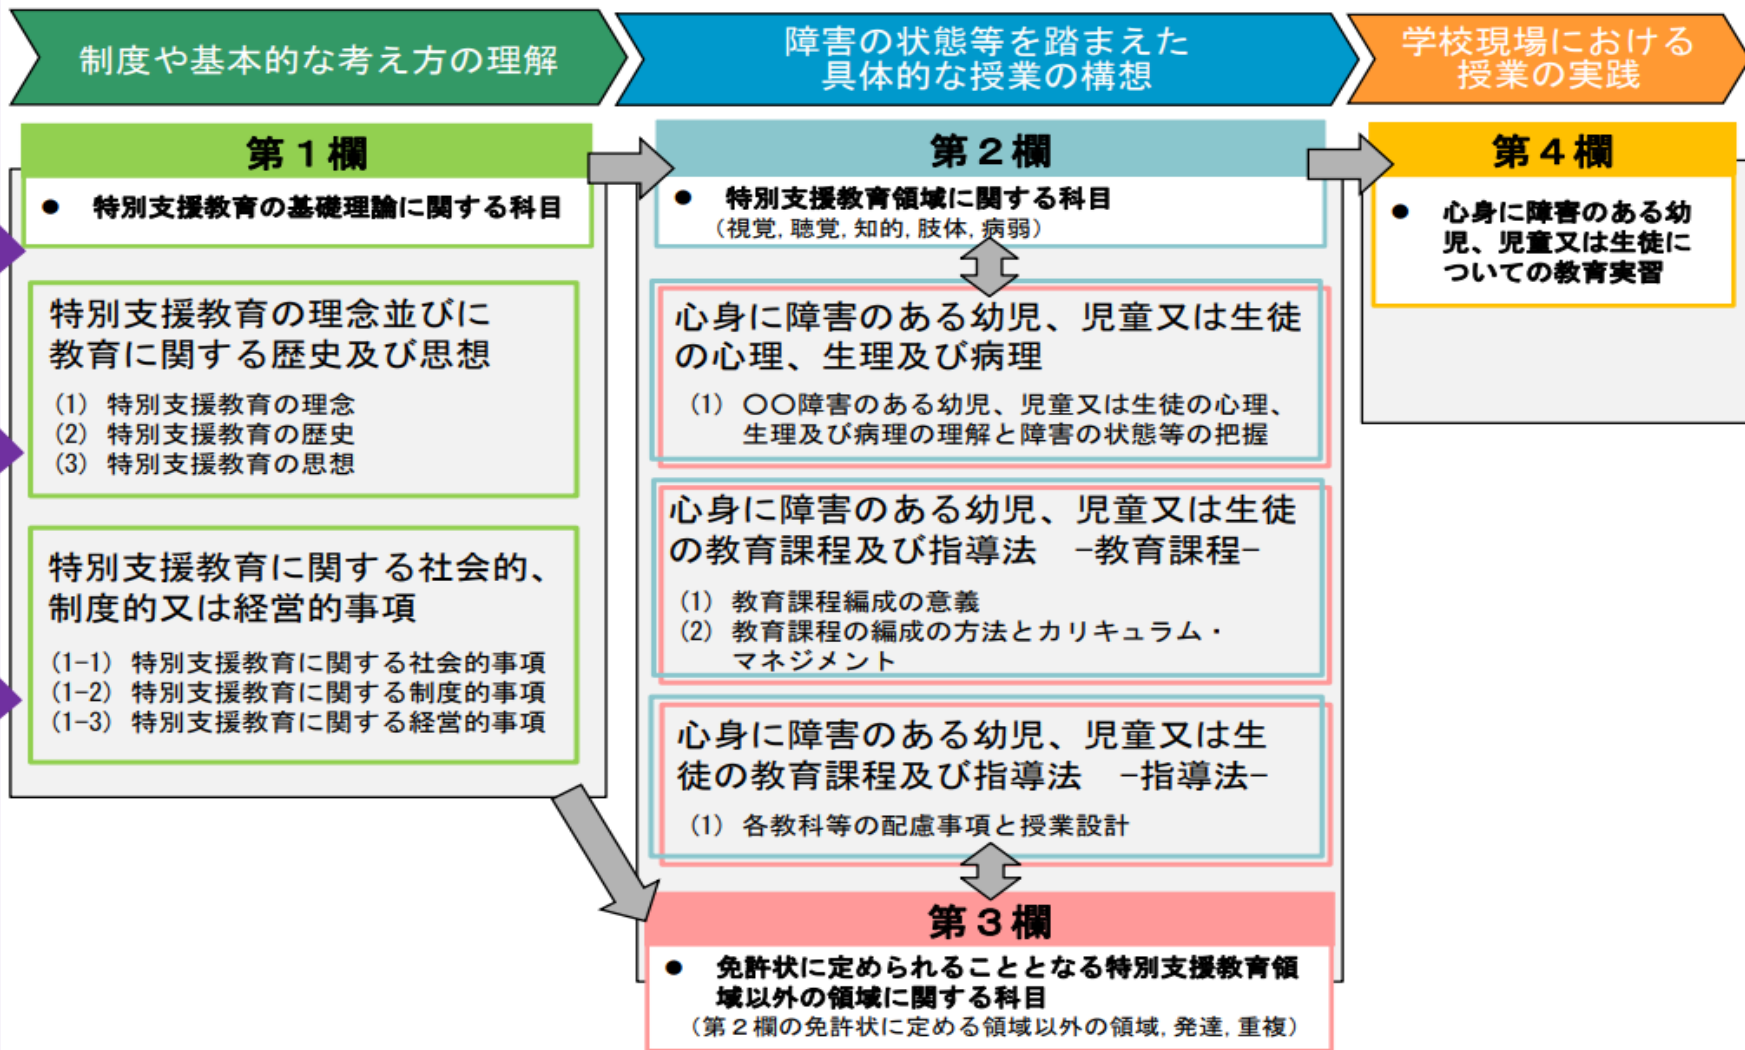 制度や基本的な考え方の理解
障害の状態等を踏まえた
具体的な授業の構想
学校現場における
授業の実践
第1欄
● 特別支援教育の基礎理論に関する科目
特別支援教育の理念並びに
教育に関する歴史及び思想
(1) 特別支援教育の理念
(2) 特別支援教育の歴史
(3) 特別支援教育の思想
特別支援教育に関する社会的、
制度的又は経営的事項
(1-1) 特別支援教育に関する社会的事項
(1-2) 特別支援教育に関する制度的事項
(1-3) 特別支援教育に関する経営的事項
第2欄
● 特別支援教育領域に関する科目
(視覚, 聴覚, 知的, 肢体, 病弱)
心身に障害のある幼児、児童又は生徒
の心理、生理及び病理
(1) 〇〇障害のある幼児、児童又は生徒の心理、
生理及び病理の理解と障害の状態等の把握
心身に障害のある幼児、児童又は生徒
の教育課程及び指導法 -教育課程-
(1) 教育課程編成の意義
(2) 教育課程の編成の方法とカリキュラム・
マネジメント
心身に障害のある幼児、児童又は生
徒の教育課程及び指導法 -指導法-
(1) 各教科等の配慮事項と授業設計
第3欄
● 免許状に定められることとなる特別支援教育領
域以外の領域に関する科目
(第2欄の免許状に定める領域以外の領域, 発達, 重複)
第4欄
● 心身に障害のある幼
児、児童又は生徒に
ついての教育実習